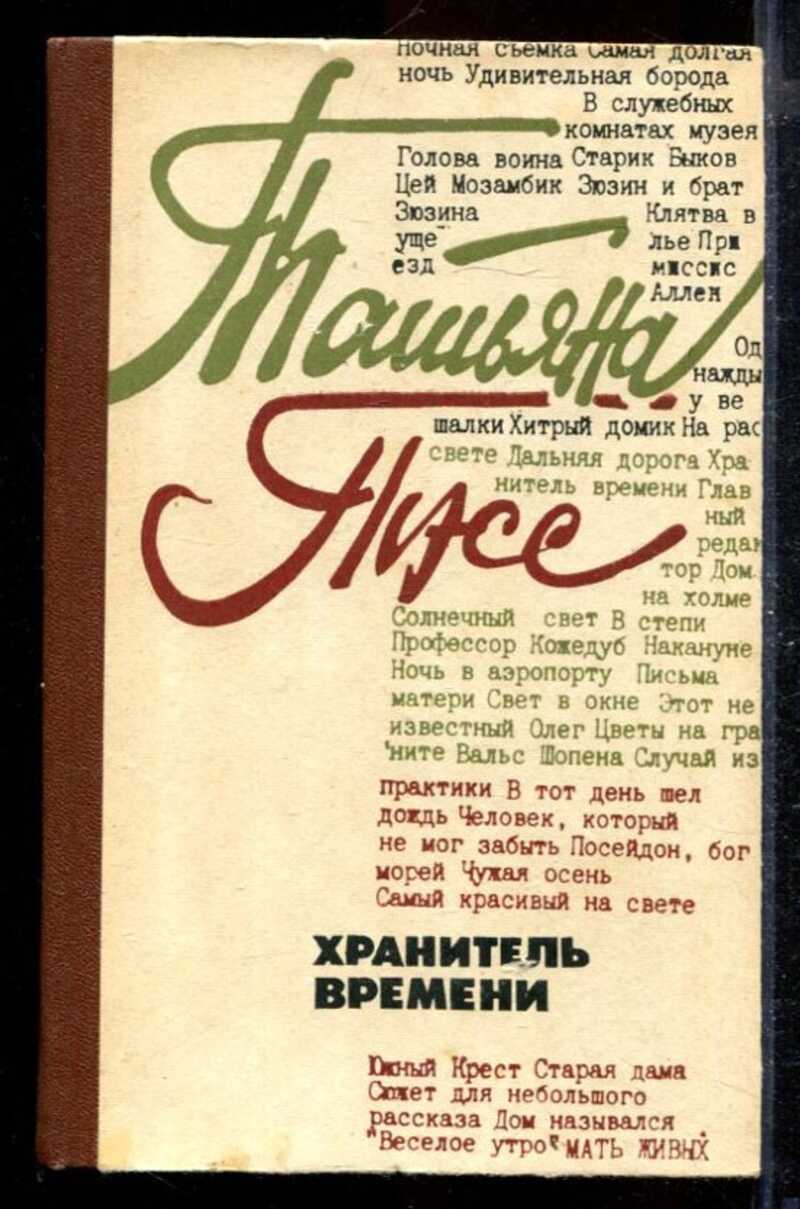 Ночная съемка Самая долгая
ночь Удивительная борода
В служебных
комнатах музея
Голова воина Старик Быков
Цей Мозамбик Зюзин и брат
Зюзина Клятва в
уще лье При
езд миссис
Аллен
Татьяна
Од
нажды
у ве
шалки Хитрый домик На рас
свете Дальняя дорога Хра
нитель времени Глав
ный
Тэсс
редак
тор Дом
на холме
Солнечный свет В степи
Профессор Кожедуб Накануне
Ночь в аэропорту Письма
матери Свет в окне Этот не
известный Олег Цветы на гра
ните Вальс Шопена Случай из
практики В тот день шел
дождь Человек, который
не мог забыть Посейдон, бог
морей Чужая осень
Самый красивый на свете
ХРАНИТЕЛЬ
ВРЕМЕНИ
Южный Крест Старая дама
Сюжет для небольшого
рассказа Дом назывался
"Веселое утро" МАТЬ ЖИВЫХ